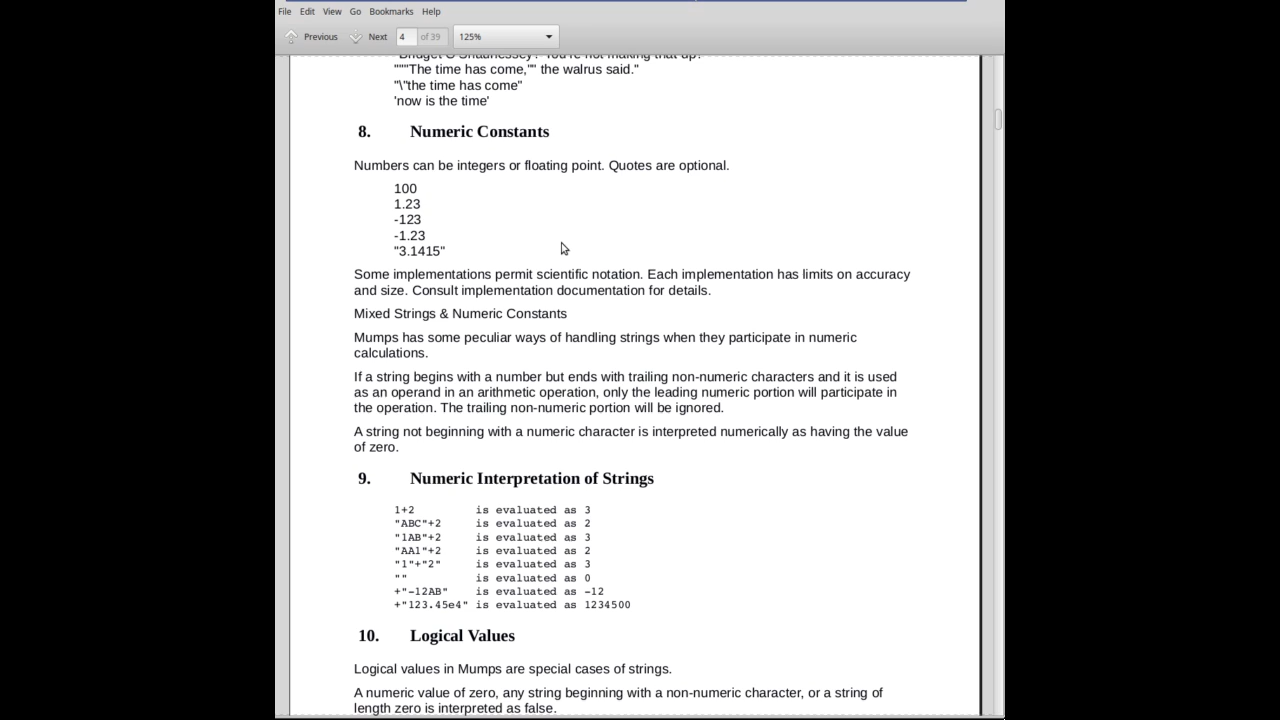 File Edit View Go Bookmarks Help
Previous Next 4 of 39 125%
"""The time has come,"" the walrus said."
"\"the time has come"
'now is the time'
8. Numeric Constants
Numbers can be integers or floating point. Quotes are optional.
100
1.23
-123
-1.23
"3.1415"
Some implementations permit scientific notation. Each implementation has limits on accuracy
and size. Consult implementation documentation for details.
Mixed Strings & Numeric Constants
Mumps has some peculiar ways of handling strings when they participate in numeric
calculations.
If a string begins with a number but ends with trailing non-numeric characters and it is used
as an operand in an arithmetic operation, only the leading numeric portion will participate in
the operation. The trailing non-numeric portion will be ignored.
A string not beginning with a numeric character is interpreted numerically as having the value
of zero.
9. Numeric Interpretation of Strings
1+2 is evaluated as 3
"ABC"+2 is evaluated as 2
"1AB"+2 is evaluated as 3
"AA1"+2 is evaluated as 2
"1"+"2" is evaluated as 3
"" is evaluated as 0
+"-12AB" is evaluated as -12
+"123.45e4" is evaluated as 1234500
10. Logical Values
Logical values in Mumps are special cases of strings.
A numeric value of zero, any string beginning with a non-numeric character, or a string of
length zero is interpreted as false.